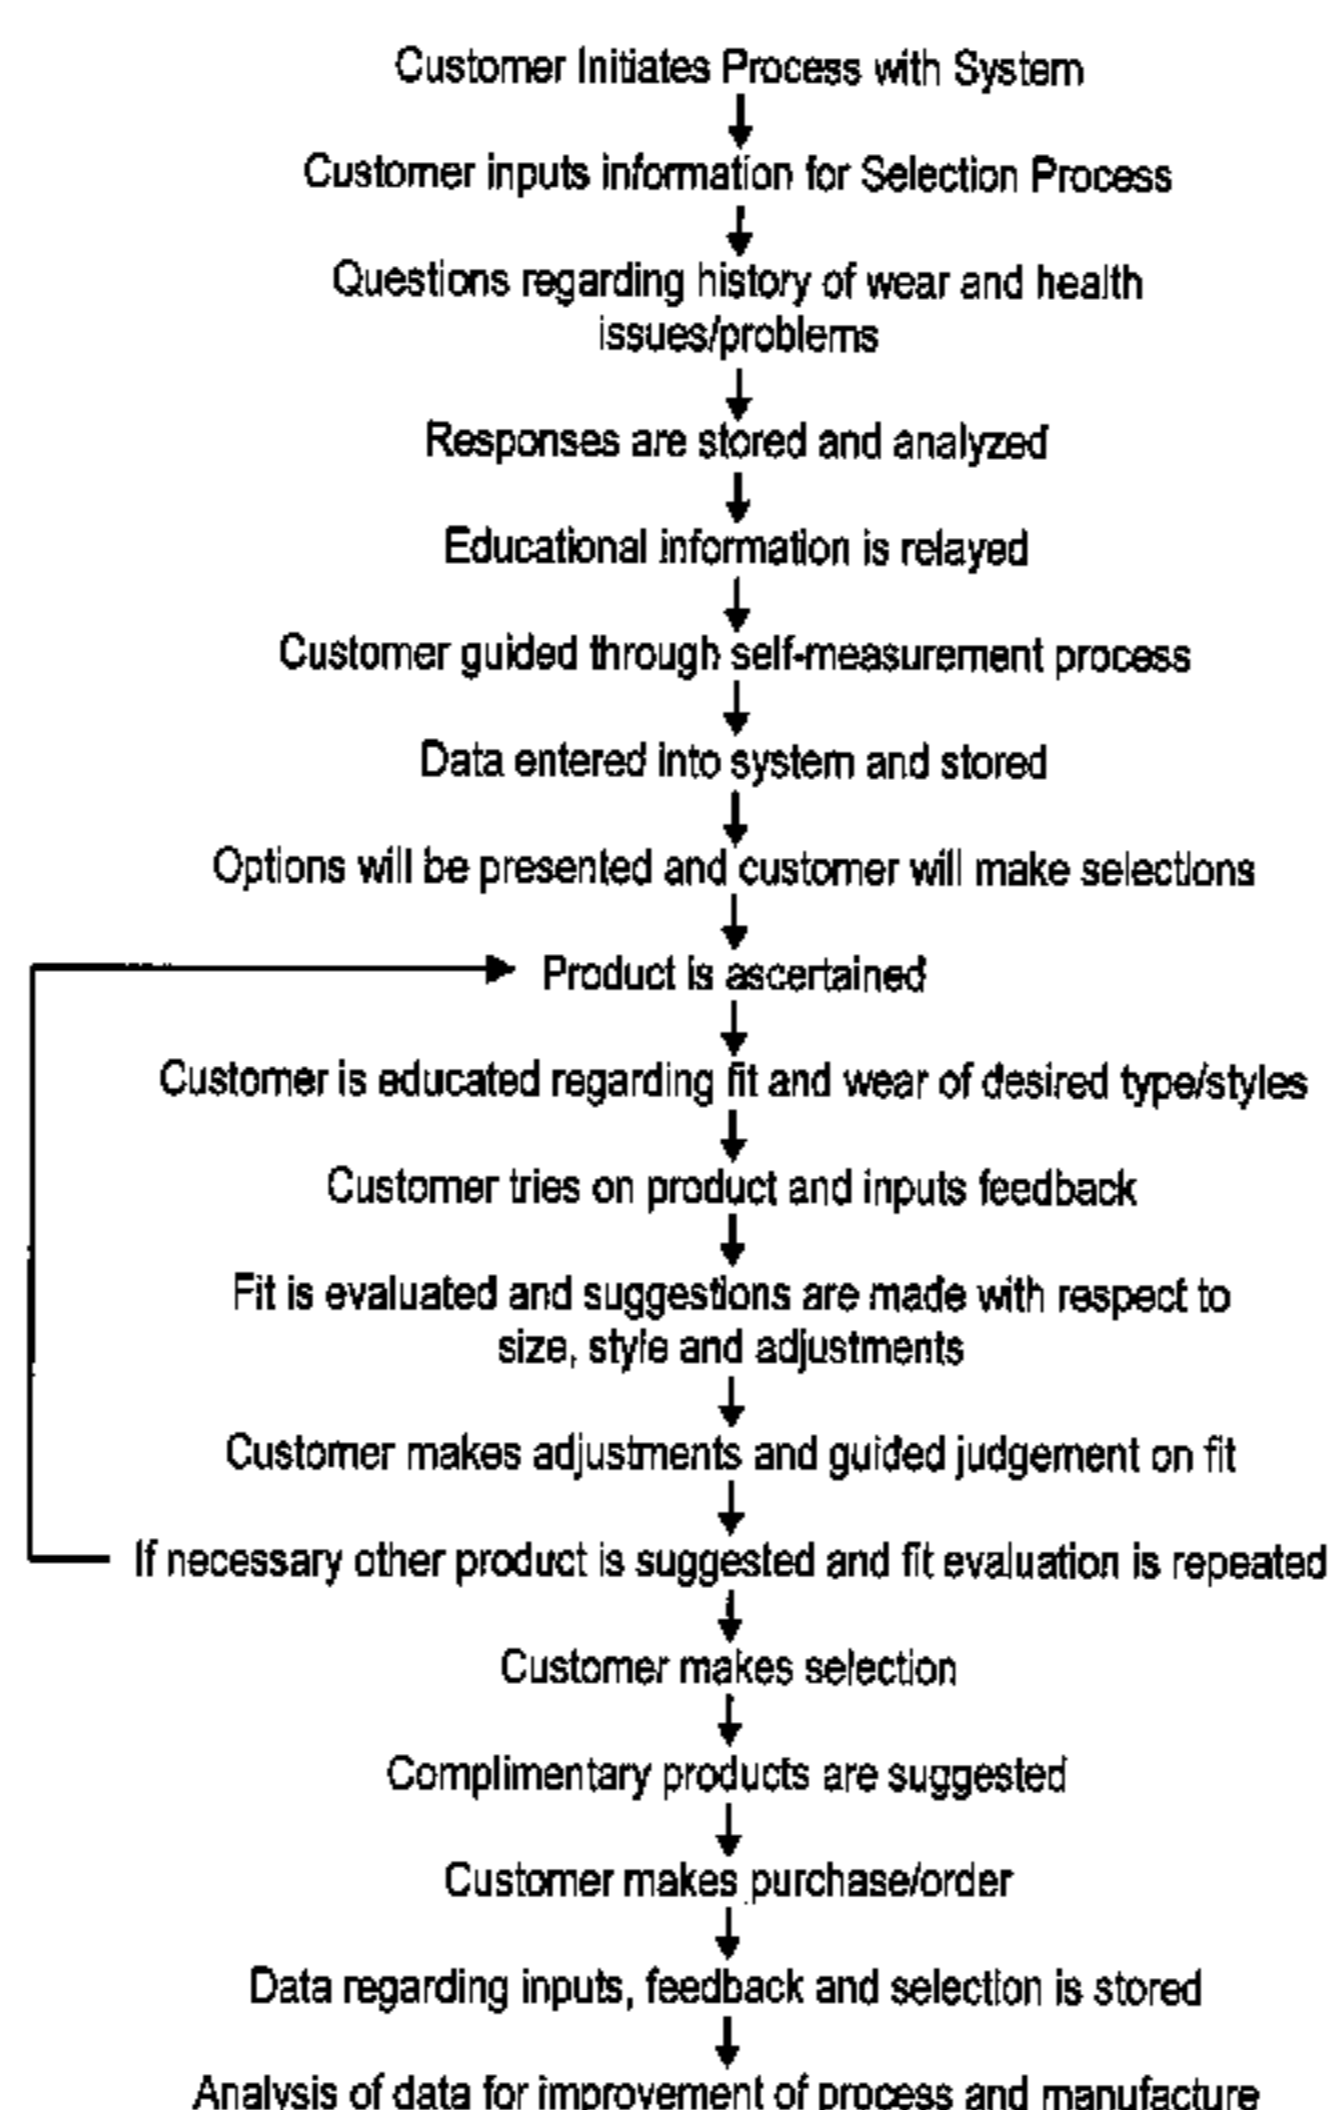 Customer Initiates Process with System
Customer inputs information for Selection Process
Questions regarding history of wear and health
issues/problems
Responses are stored and analyzed
Educational information is relayed
Customer guided through self-measurement process
Data entered into system and stored
Options will be presented and customer will make selections
Product is ascertained
Customer is educated regarding fit and wear of desired type/styles
Customer tries on product and inputs feedback
Fit is evaluated and suggestions are made with respect to
size, style and adjustments
Customer makes adjustments and guided judgement on fit
If necessary other product is suggested and fit evaluation is repeated
Customer makes selection
Complimentary products are suggested
Customer makes purchase/order
Data regarding inputs, feedback and selection is stored
Analysis of data for improvement of process and manufacture